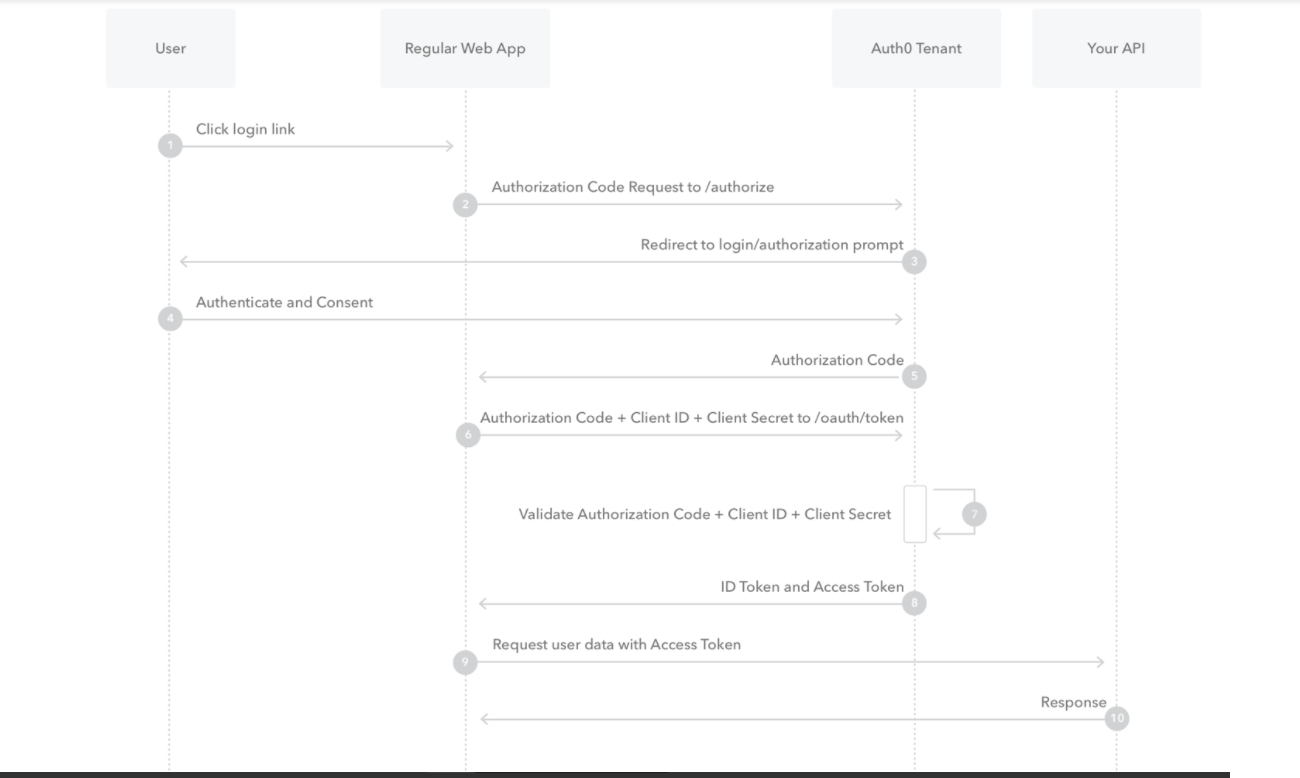 User
Regular Web App
Auth0 Tenant
Your API
Click login link
1
Authorization Code Request to /authorize
2
Redirect to login/authorization prompt
3
Authenticate and Consent
4
Authorization Code
5
Authorization Code + Client ID + Client Secret to /oauth/token
6
Validate Authorization Code + Client ID + Client Secret
7
ID Token and Access Token
8
Request user data with Access Token
9
Response
10